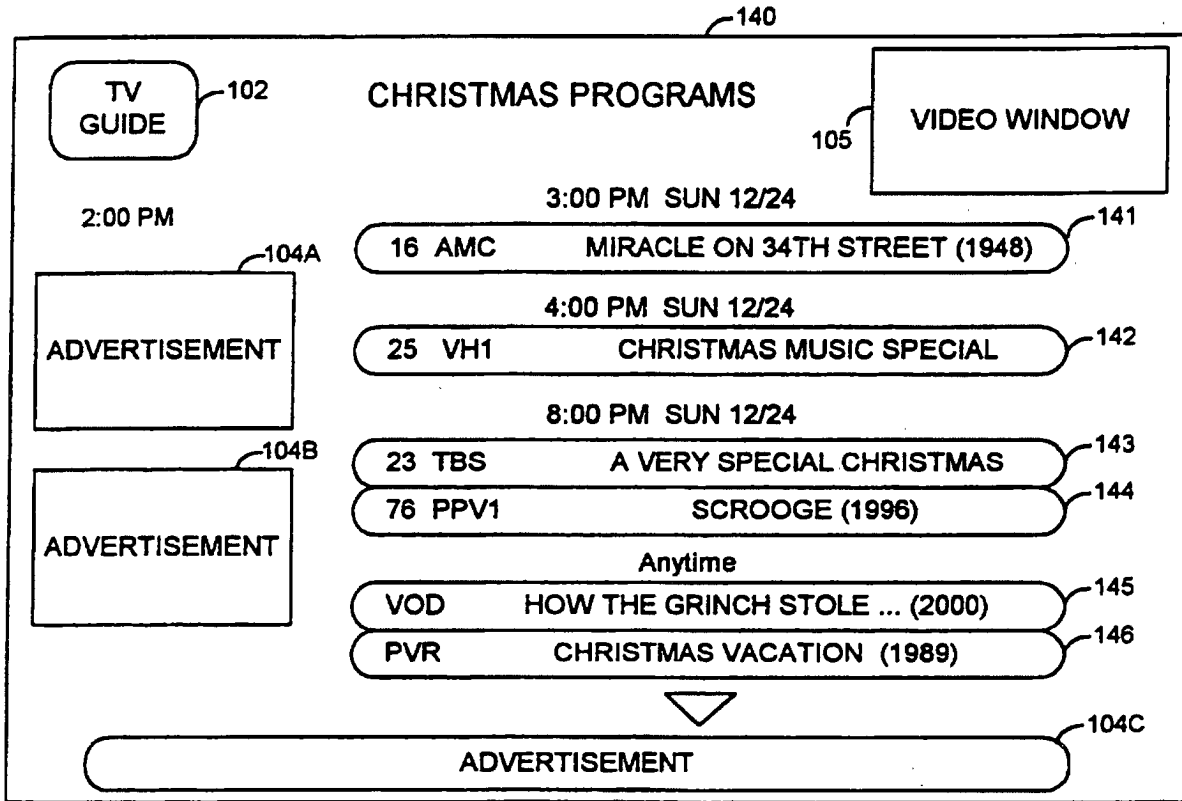 140
TV
GUIDE
102
CHRISTMAS PROGRAMS
105
VIDEO WINDOW
2:00 PM
3:00 PM SUN 12/24
141
16 AMC MIRACLE ON 34TH STREET (1948)
104A
ADVERTISEMENT
4:00 PM SUN 12/24
142
25 VH1 CHRISTMAS MUSIC SPECIAL
8:00 PM SUN 12/24
143
23 TBS A VERY SPECIAL CHRISTMAS
144
76 PPV1 SCROOGE (1996)
104B
ADVERTISEMENT
Anytime
145
VOD HOW THE GRINCH STOLE ... (2000)
146
PVR CHRISTMAS VACATION (1989)
104C
ADVERTISEMENT